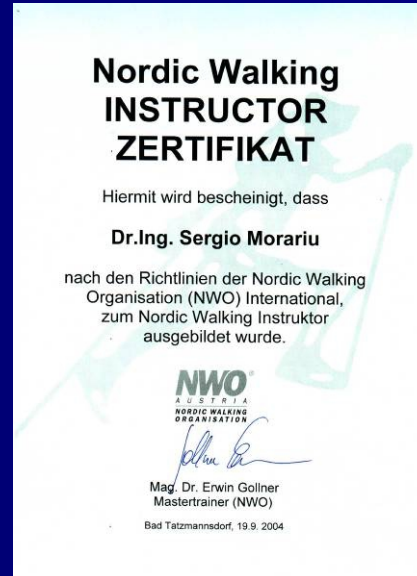 Nordic Walking
INSTRUCTOR
ZERTIFIKAT
Hiermit wird bescheinigt, dass
Dr.Ing. Sergio Morariu
nach den Richtlinien der Nordic Walking
Organisation (NWO) International,
zum Nordic Walking Instruktor
ausgebildet wurde.
NWO®
AUSTRIA
NORDIC WALKING
ORGANISATION
Mag. Dr. Erwin Gollner
Mastertrainer (NWO)
Bad Tatzmannsdorf, 19.9. 2004